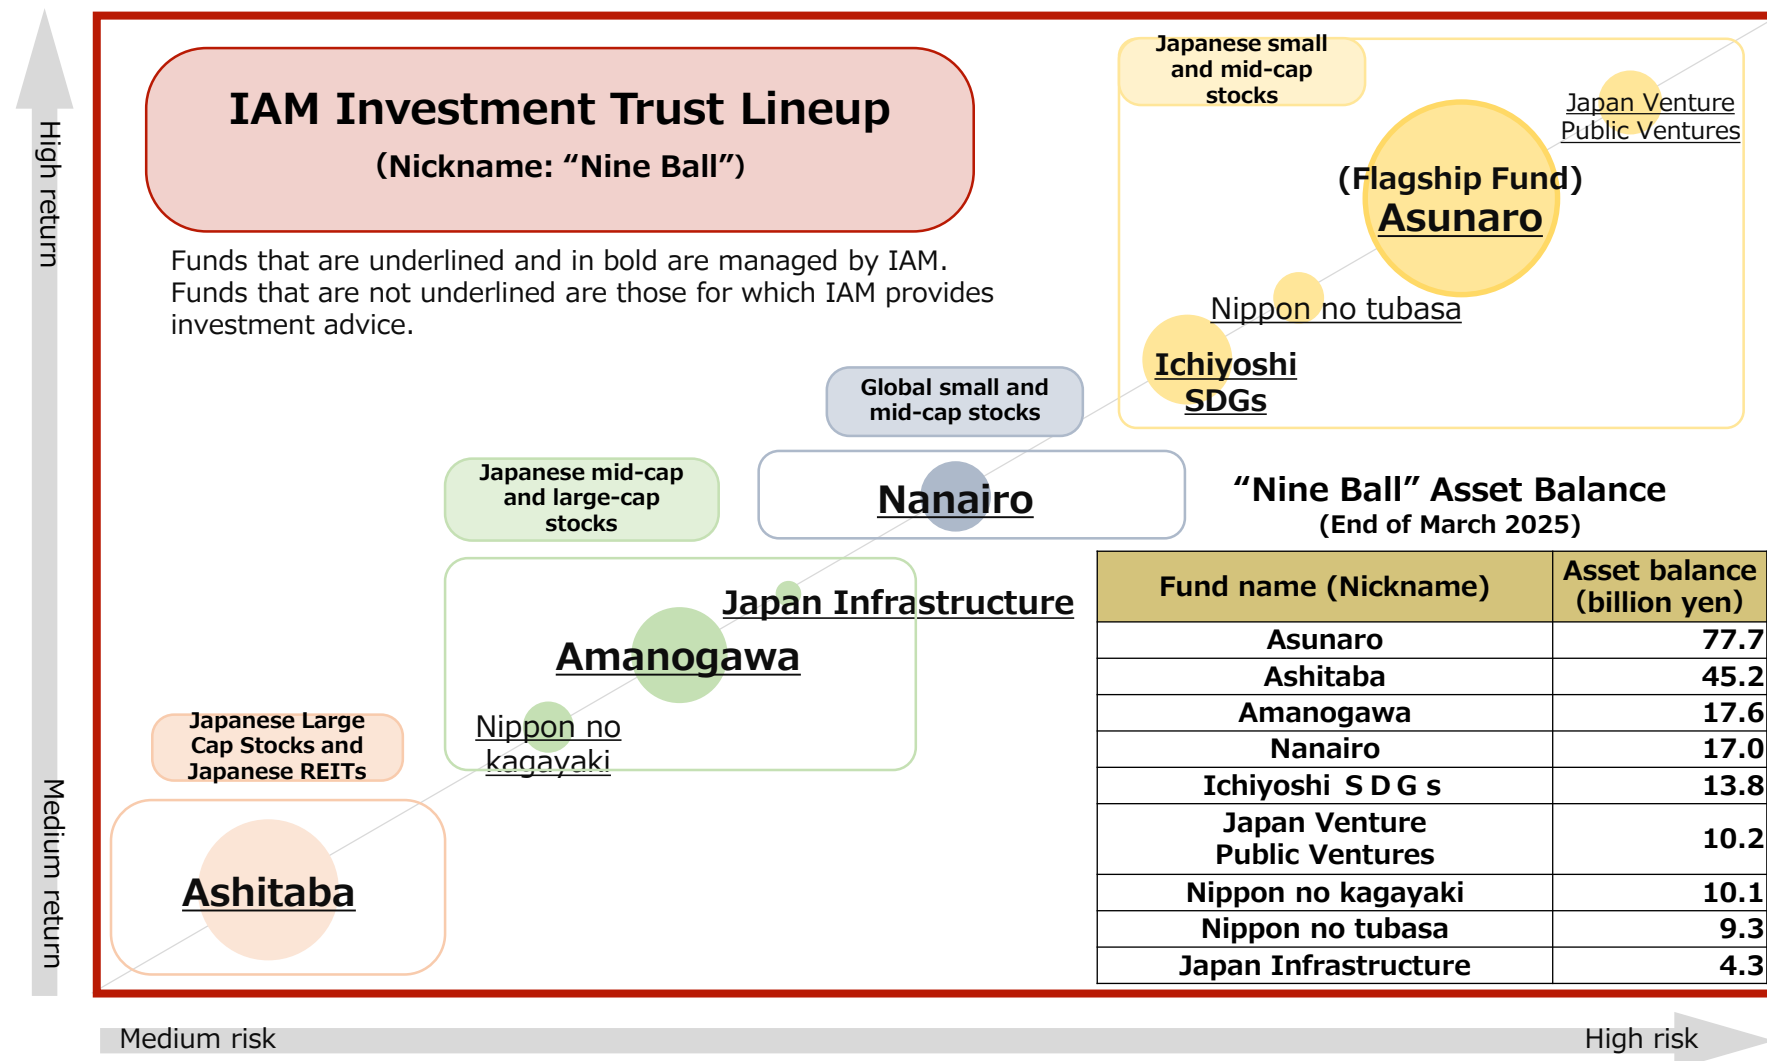 IAM Investment Trust Lineup
(Nickname: “Nine Ball”)
Funds that are underlined and in bold are managed by IAM.
Funds that are not underlined are those for which IAM provides
investment advice.
High return
Medium return
Japanese small
and mid-cap
stocks
Japan Venture
Public Ventures
(Flagship Fund)
Asunaro
Nippon no tubasa
Ichiyoshi
SDGs
Global small and
mid-cap stocks
Nanairo
Japanese mid-cap
and large-cap
stocks
Japan Infrastructure
Amanogawa
Nippon no
kagayaki
Japanese Large
Cap Stocks and
Japanese REITs
Ashitaba
“Nine Ball” Asset Balance
(End of March 2025)
Fund name (Nickname) Asset balance
(billion yen)
Asunaro 77.7
Ashitaba 45.2
Amanogawa 17.6
Nanairo 17.0
Ichiyoshi ＳＤＧｓ 13.8
Japan Venture
Public Ventures 10.2
Nippon no kagayaki 10.1
Nippon no tubasa 9.3
Japan Infrastructure 4.3
Medium risk High risk